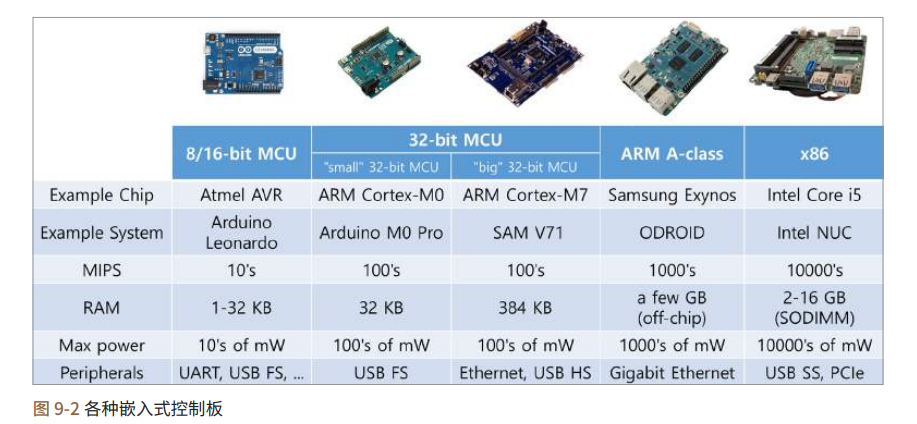 8/16-bit MCU 32-bit MCU ARM A-class x86
"small" 32-bit MCU "big" 32-bit MCU
Example Chip Atmel AVR ARM Cortex-M0 ARM Cortex-M7 Samsung Exynos Intel Core i5
Example System Arduino Leonardo Arduino M0 Pro SAM V71 ODROID Intel NUC
MIPS 10's 100's 100's 1000's 10000's
RAM 1-32 KB 32 KB 384 KB a few GB (off-chip) 2-16 GB (SODIMM)
Max power 10's of mW 100's of mW 100's of mW 1000's of mW 10000's of mW
Peripherals UART, USB FS, ... USB FS Ethernet, USB HS Gigabit Ethernet USB SS, PCIe
图 9-2 各种嵌入式控制板